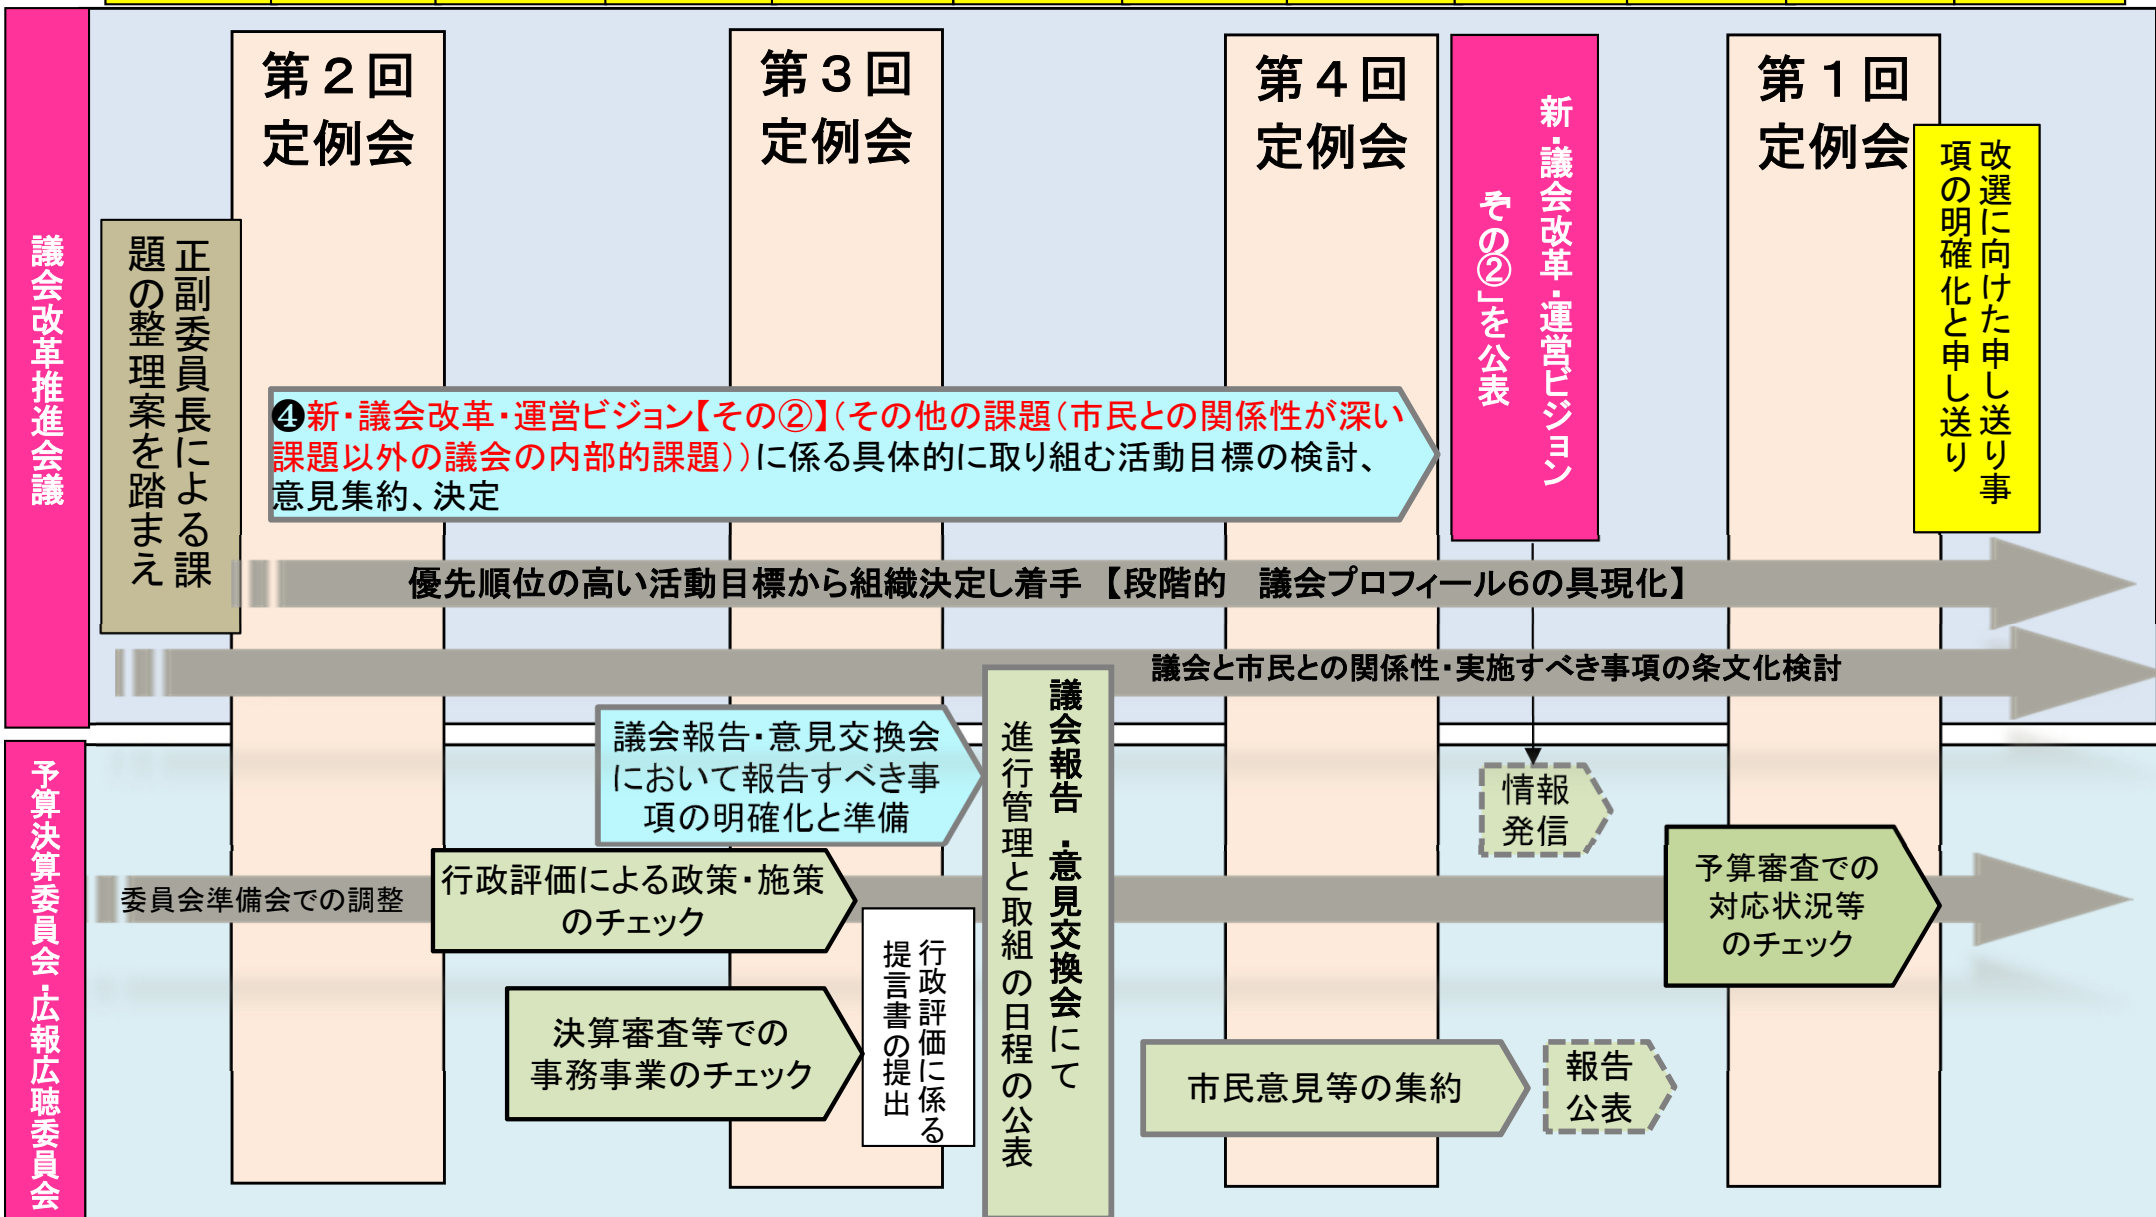 議会改革推進会議
第２回
定例会
第３回
定例会
第４回
定例会
第１回
定例会
正副委員長による課
題の整理案を踏まえ
新・議会改革・運営ビジョン
その②」を公表
改選に向けた申し送り事
項の明確化と申し送り
❹新・議会改革・運営ビジョン【その②】（その他の課題（市民との関係性が深い
課題以外の議会の内部的課題））に係る具体的に取り組む活動目標の検討、
意見集約、決定
優先順位の高い活動目標から組織決定し着手 【段階的　議会プロフィール６の具現化】
議会と市民との関係性・実施すべき事項の条文化検討
予算決算委員会・広報広聴委員会
議会報告・意見交換会
において報告すべき事
項の明確化と準備
議会報告・意見交換会にて
進行管理と取組の日程の公表
情報
発信
委員会準備会での調整
行政評価による政策・施策
のチェック
予算審査での
対応状況等
のチェック
行政評価に係る
提言書の提出
決算審査等での
事務事業のチェック
市民意見等の集約
報告
公表